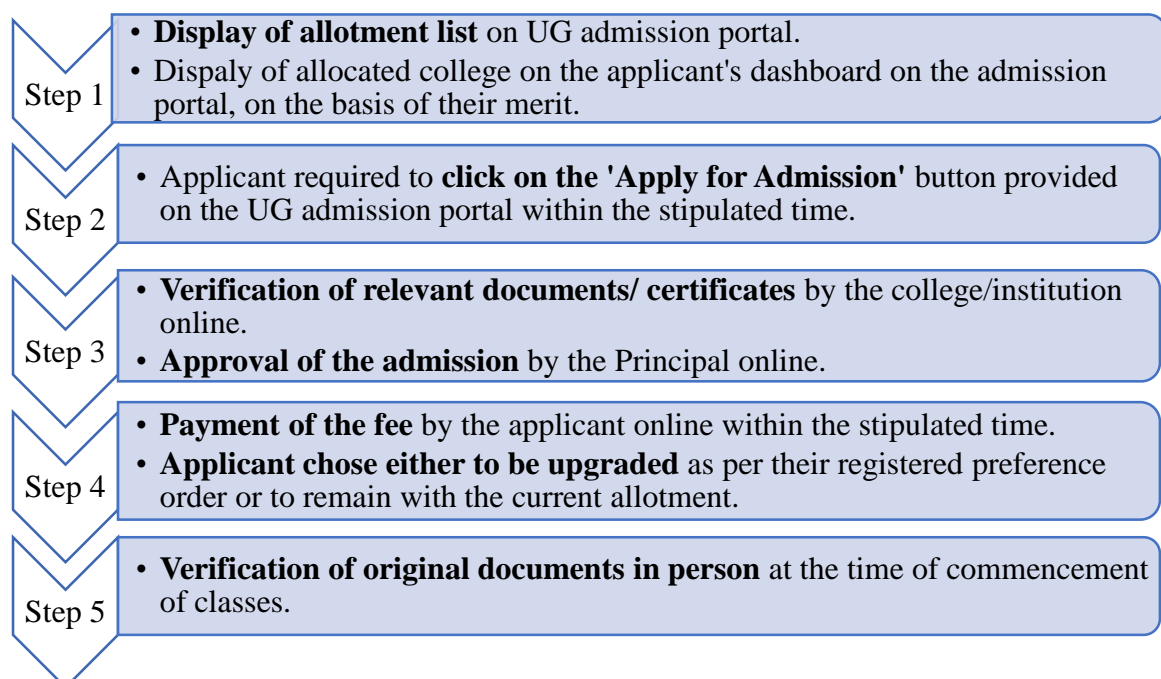 Step 1
• Display of allotment list on UG admission portal.
• Dispaly of allocated college on the applicant's dashboard on the admission
portal, on the basis of their merit.
Step 2
• Applicant required to click on the 'Apply for Admission' button provided
on the UG admission portal within the stipulated time.
Step 3
• Verification of relevant documents/ certificates by the college/institution
online.
• Approval of the admission by the Principal online.
Step 4
• Payment of the fee by the applicant online within the stipulated time.
• Applicant chose either to be upgraded as per their registered preference
order or to remain with the current allotment.
Step 5
• Verification of original documents in person at the time of commencement
of classes.